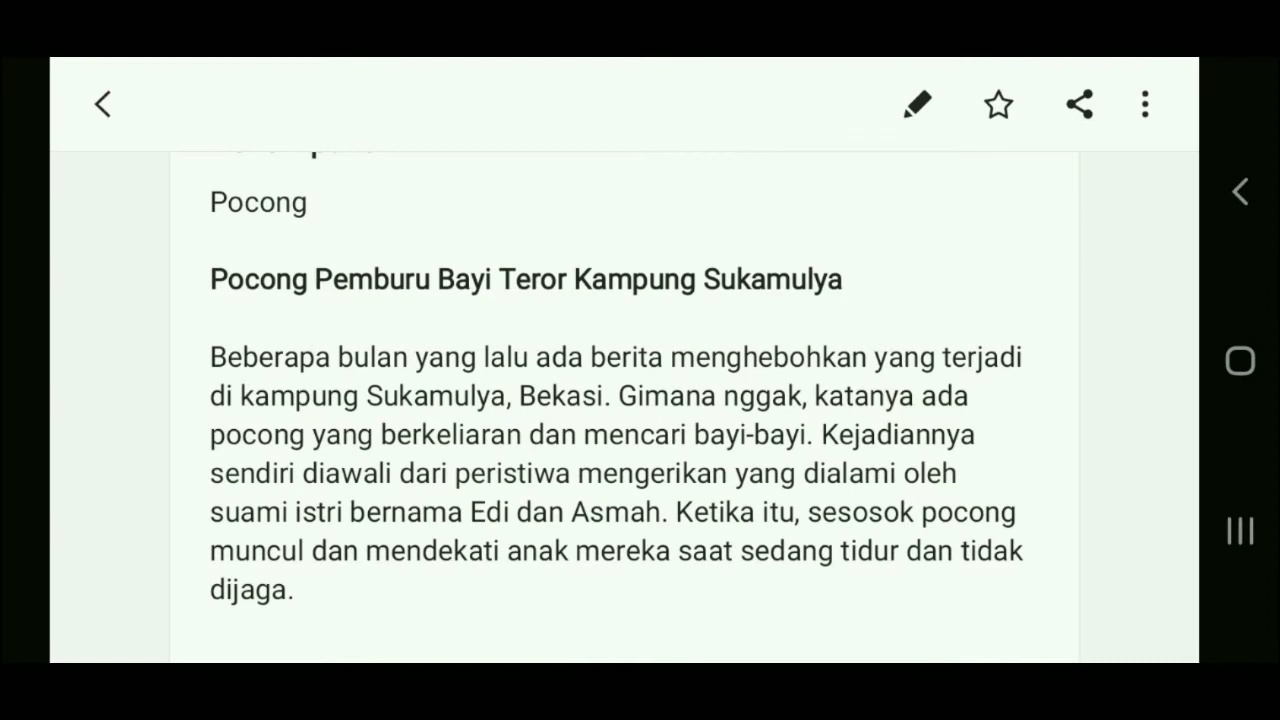 Pocong
Pocong Pemburu Bayi Teror Kampung Sukamulya
Beberapa bulan yang lalu ada berita menghebohkan yang terjadi
di kampung Sukamulya, Bekasi. Gimana nggak, katanya ada
pocong yang berkeliaran dan mencari bayi-bayi. Kejadiannya
sendiri diawali dari peristiwa mengerikan yang dialami oleh
suami istri bernama Edi dan Asmah. Ketika itu, sesosok pocong
muncul dan mendekati anak mereka saat sedang tidur dan tidak
dijaga.